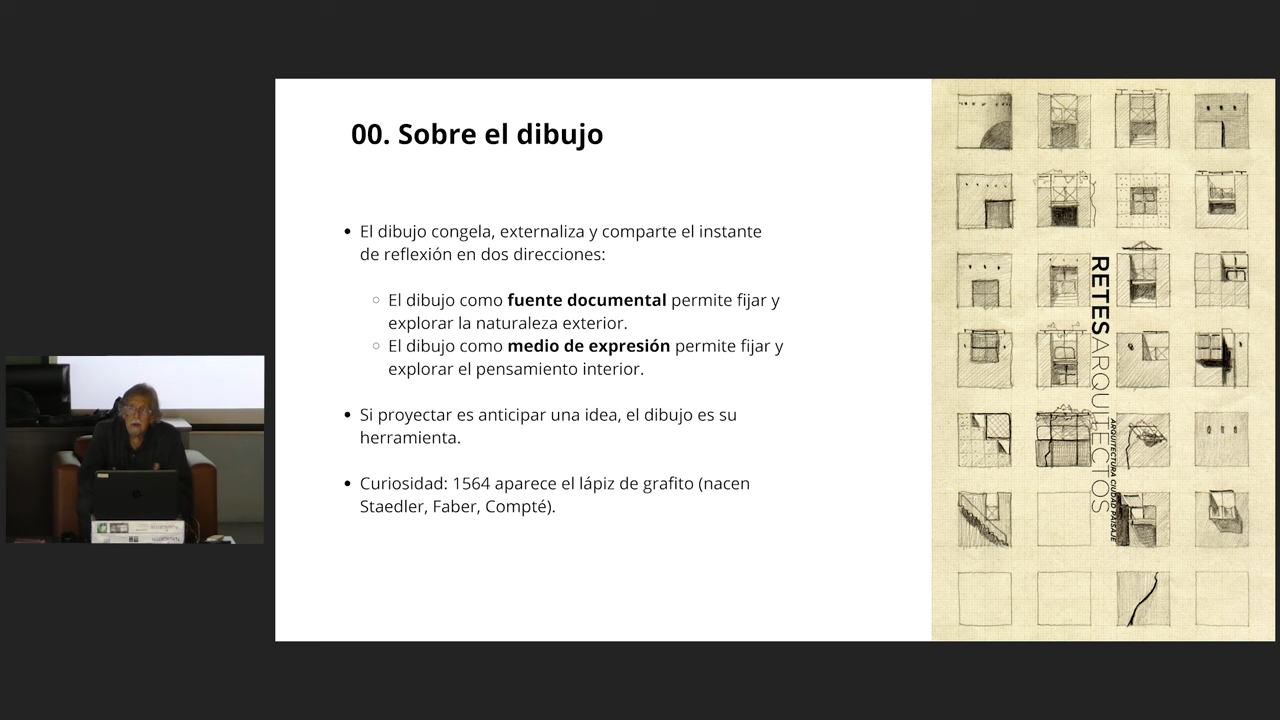 00. Sobre el dibujo
• El dibujo congela, externaliza y comparte el instante
de reflexión en dos direcciones:
○ El dibujo como fuente documental permite fijar y
explorar la naturaleza exterior.
○ El dibujo como medio de expresión permite fijar y
explorar el pensamiento interior.
• Si proyectar es anticipar una idea, el dibujo es su
herramienta.
• Curiosidad: 1564 aparece el lápiz de grafito (nacen
Staedler, Faber, Compté).
RETESARQUITECTOS
ARQUITECTURA CIUDAD PAISAJE